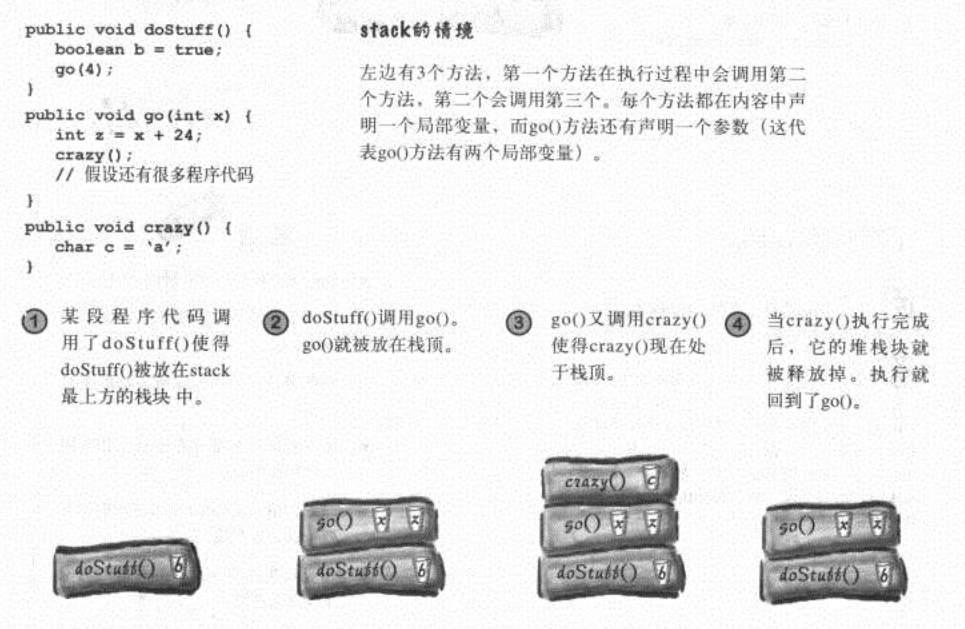 public void doStuff() {
boolean b = true;
go(4);
}
public void go(int x) {
int z = x + 24;
crazy();
// 假设还有很多程序代码
}
public void crazy() {
char c = ‘a’;
}
stack的情境
左边有3个方法，第一个方法在执行过程中会调用第二
个方法，第二个会调用第三个。每个方法都在内容中声
明一个局部变量，而go()方法还有声明一个参数（这代
表go()方法有两个局部变量）。
1 某段程序代码调
用了doStuff()使得
doStuff()被放在stack
最上方的栈块 中。
2 doStuff()调用go()。
go()就被放在栈顶。
3 go()又调用crazy()
使得crazy()现在处
于栈顶。
4 当crazy()执行完成
后，它的堆栈块就
被释放掉。执行就
回到了go()。
doStuff() b
go() x z
doStuff() b
crazy() c
go() x z
doStuff() b
go() x z
doStuff() b